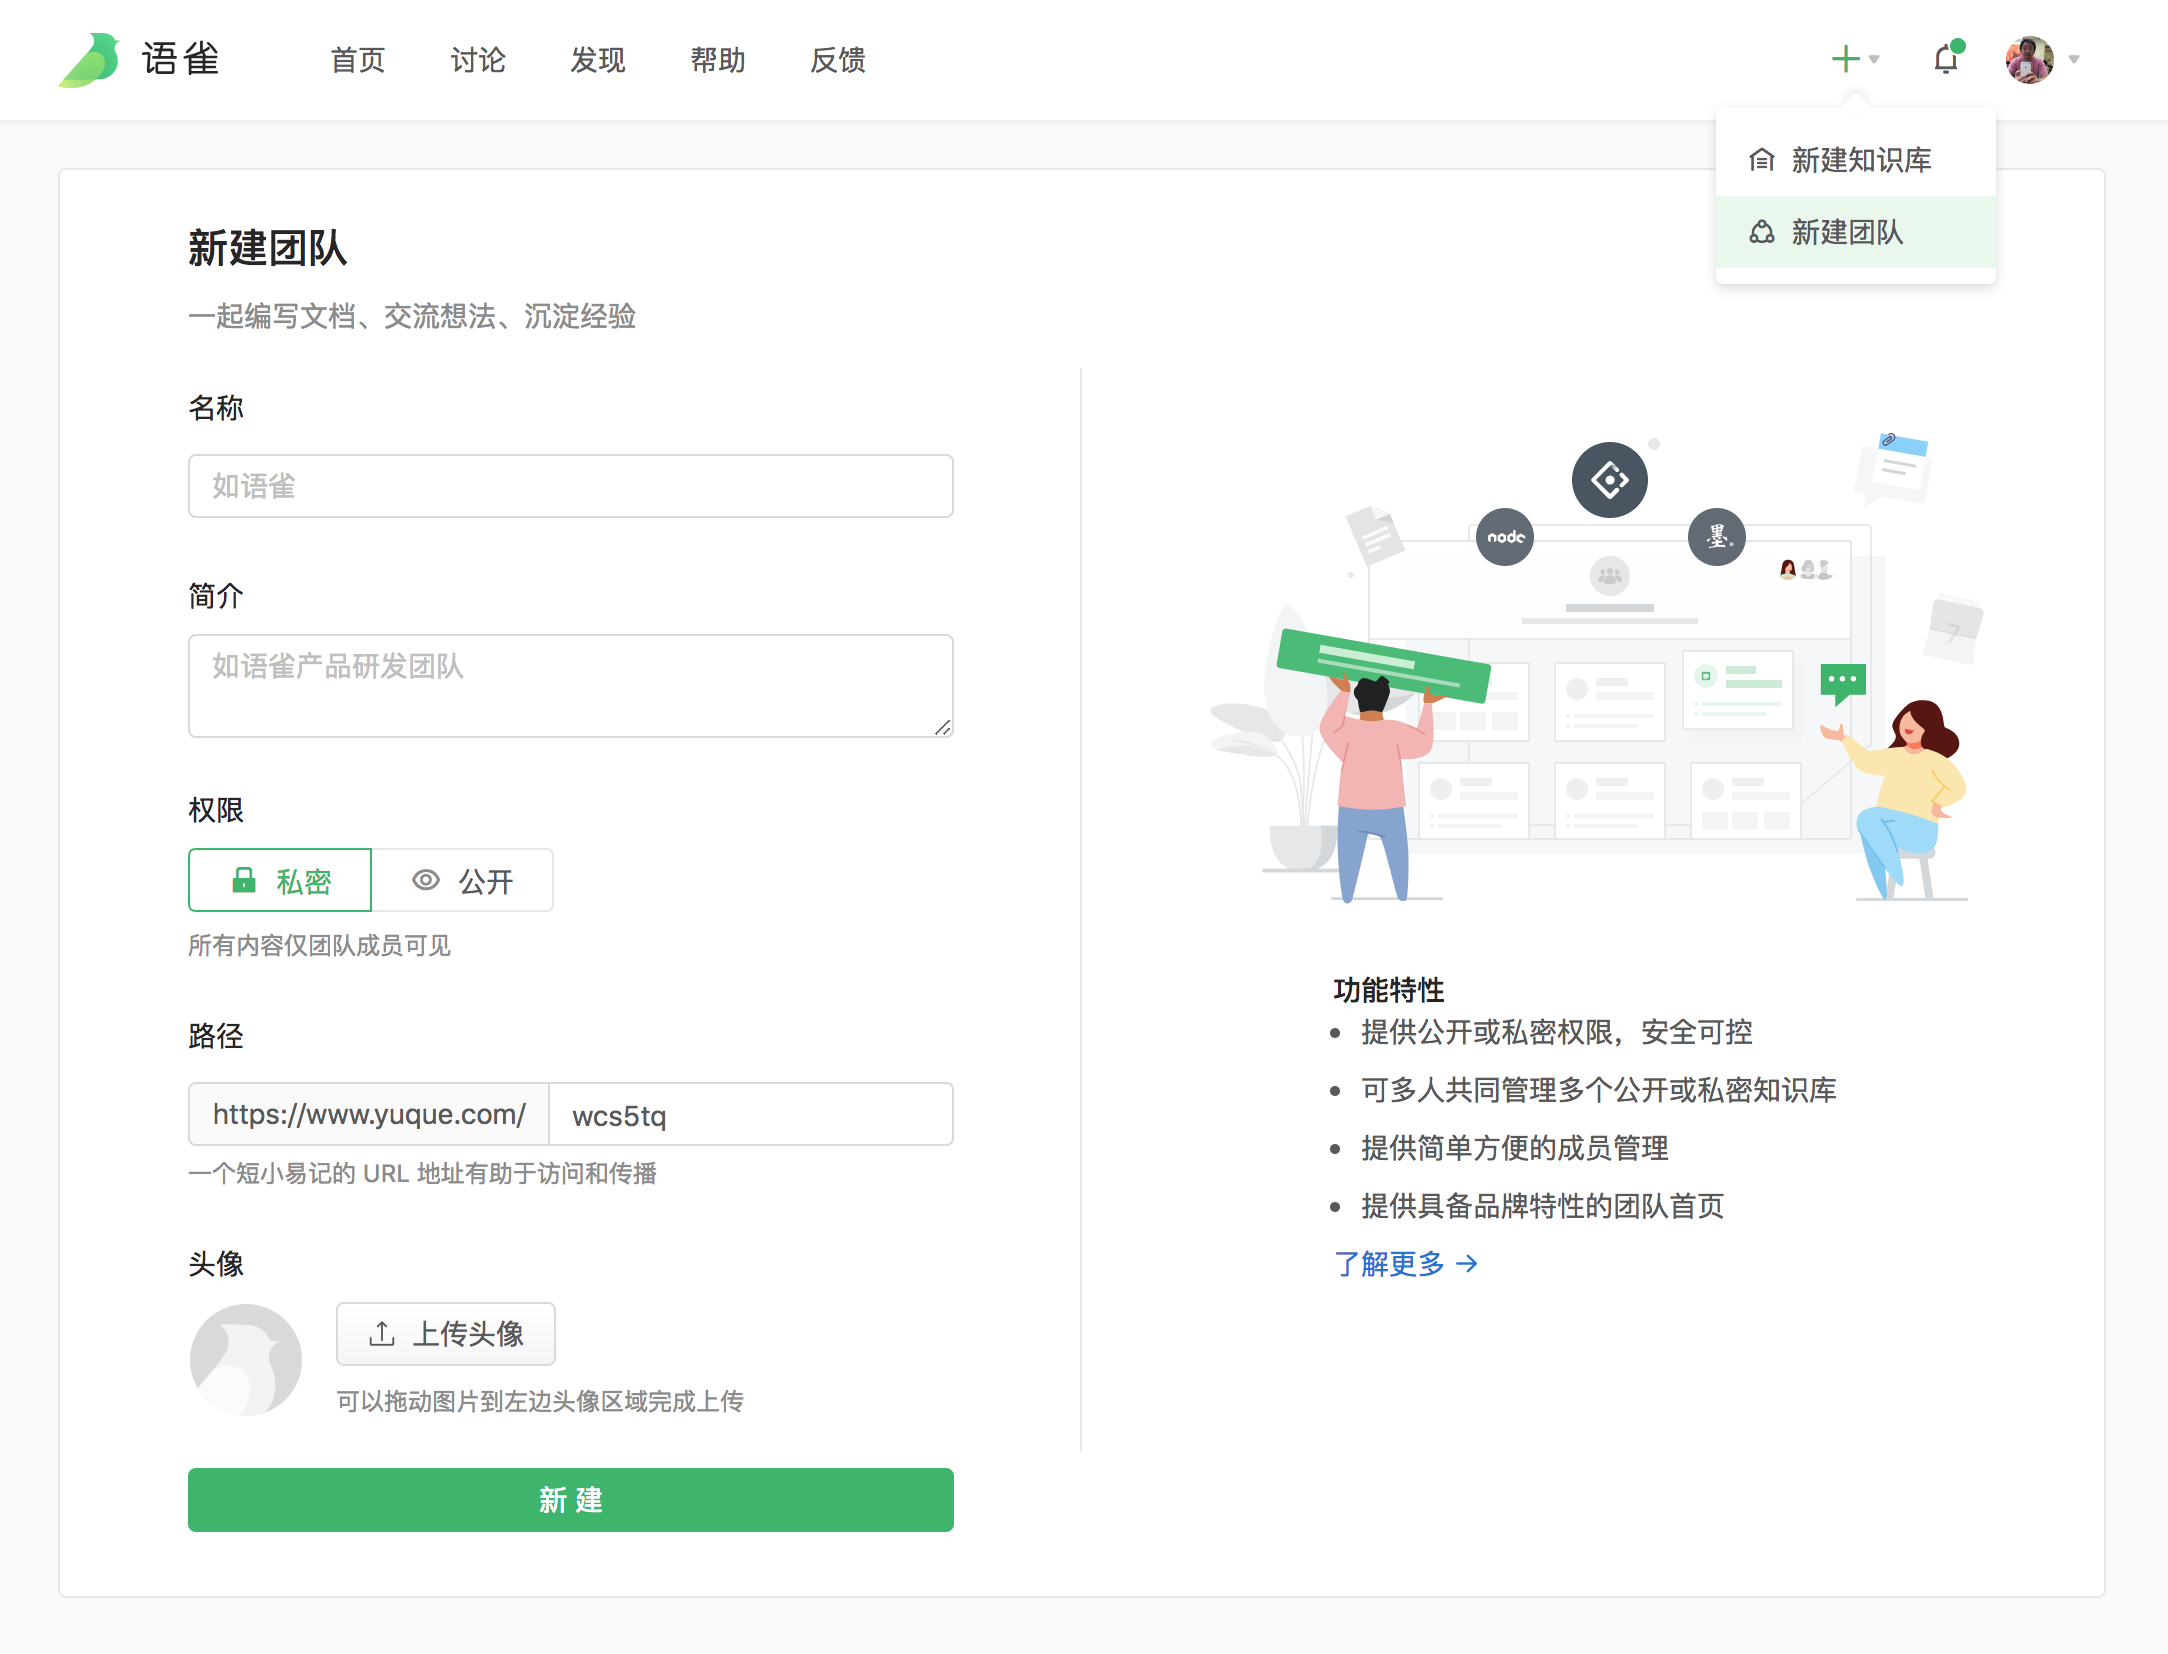 语雀
首页 讨论 发现 帮助 反馈
新建知识库
新建团队
新建团队
一起编写文档、交流想法、沉淀经验
名称
如语雀
简介
如语雀产品研发团队
权限
私密 公开
所有内容仅团队成员可见
路径
https://www.yuque.com/ wcs5tq
一个短小易记的 URL 地址有助于访问和传播
头像
上传头像
可以拖动图片到左边头像区域完成上传
新 建
node
墨
7
功能特性
提供公开或私密权限，安全可控
可多人共同管理多个公开或私密知识库
提供简单方便的成员管理
提供具备品牌特性的团队首页
了解更多 →